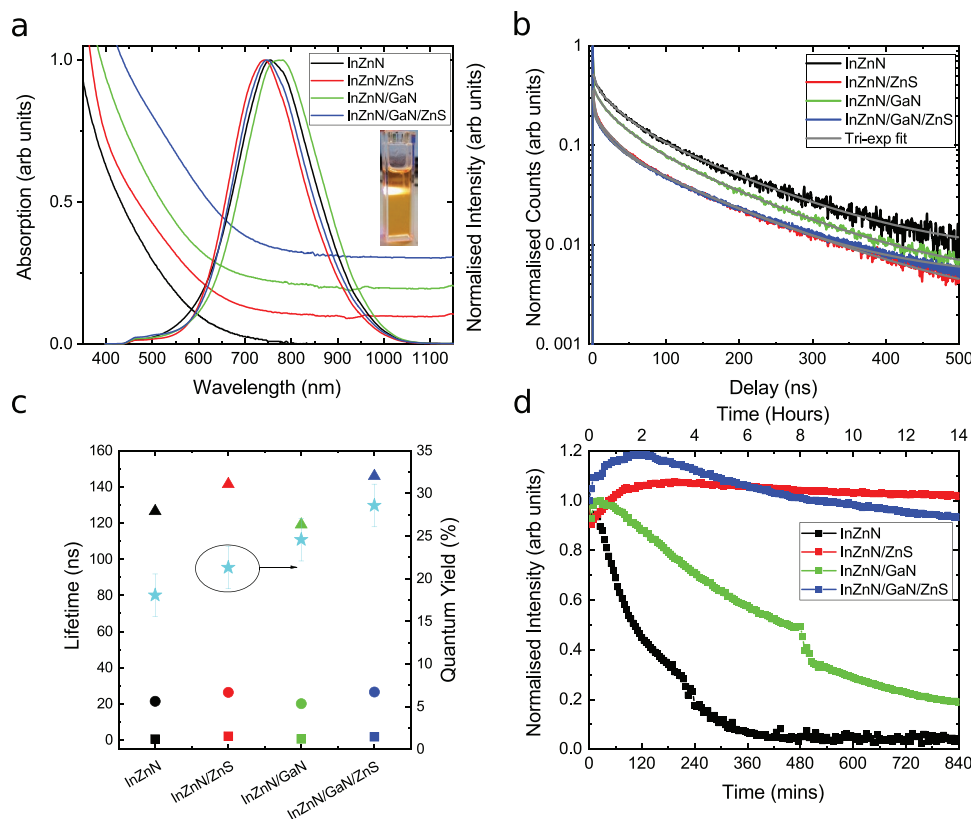 a
Absorption (arb units)
1.0
0.5
0.0
400 500 600 700 800 900 1000 1100
Wavelength (nm)
Normalised Intensity (arb units)
InZnN
InZnN/ZnS
InZnN/GaN
InZnN/GaN/ZnS
b
Normalised Counts (arb units)
1
0.1
0.01
0.001
0 100 200 300 400 500
Delay (ns)
InZnN
InZnN/ZnS
InZnN/GaN
InZnN/GaN/ZnS
Tri-exp fit
c
Lifetime (ns)
160
140
120
100
80
60
40
20
0
Quantum Yield (%)
35
30
25
20
15
10
5
0
InZnN
InZnN/ZnS
InZnN/GaN
InZnN/GaN/ZnS
d
Time (Hours)
0 2 4 6 8 10 12 14
Normalised Intensity (arb units)
1.2
1.0
0.8
0.6
0.4
0.2
0.0
InZnN
InZnN/ZnS
InZnN/GaN
InZnN/GaN/ZnS
0 120 240 360 480 600 720 840
Time (mins)